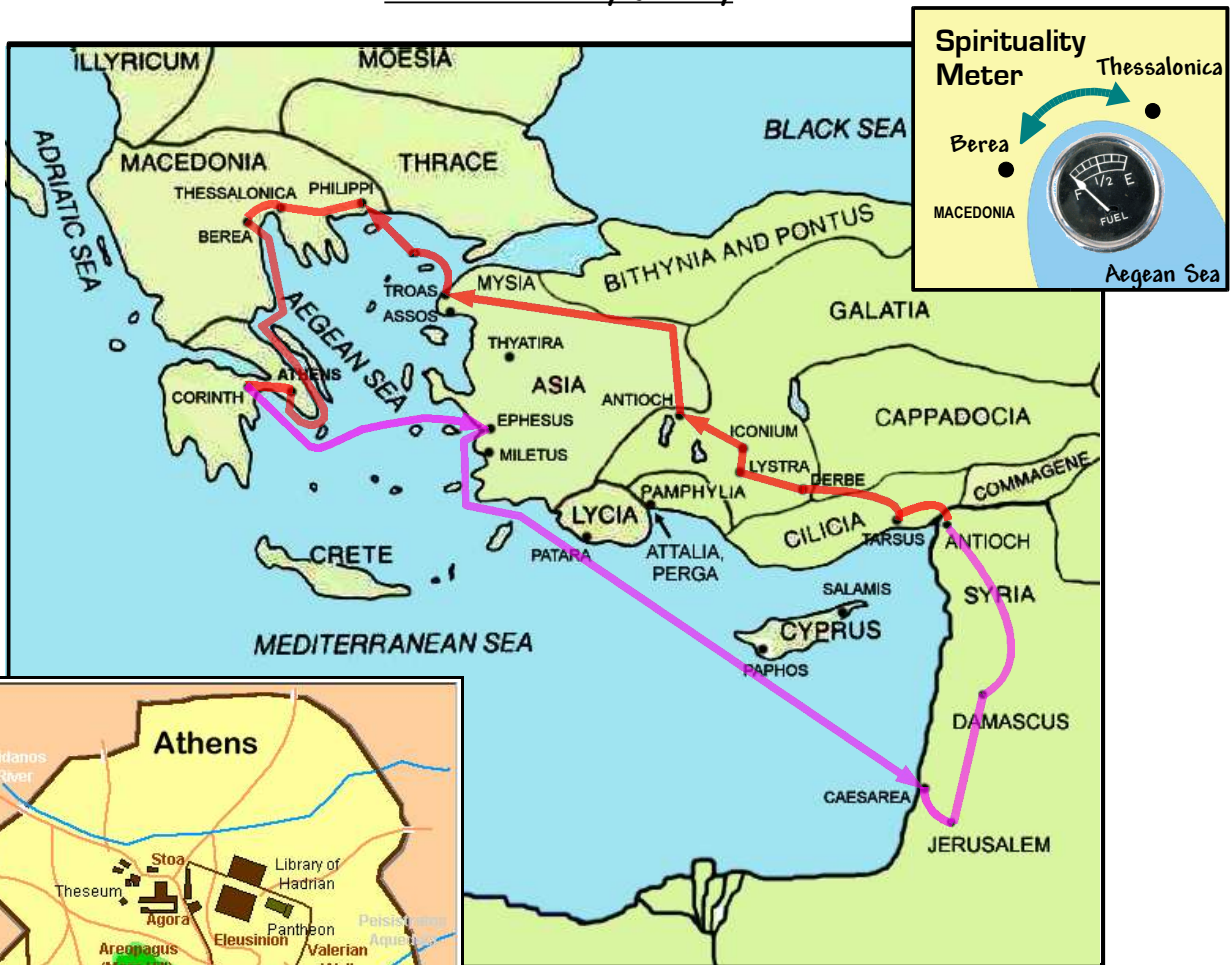 Spirituality
Meter
Thessalonica
Berea
F 1/2 E
FUEL
MACEDONIA
Aegean Sea
ILLYRICUM
MOESIA
BLACK SEA
ADRIATIC SEA
MACEDONIA
THRACE
THESSALONICA
PHILIPPI
BEREA
BITHYNIA AND PONTUS
MYSIA
TROAS
ASSOS
GALATIA
AEGEAN SEA
THYATIRA
ATHENS
ASIA
CORINTH
ANTIOCH
CAPPADOCIA
EPHESUS
ICONIUM
MILETUS
LYSTRA
DERBE
COMMAGENE
PAMPHYLIA
LYCIA
CILICIA
TARSUS
ANTIOCH
PATARA
ATTALIA,
PERGA
CRETE
SALAMIS
SYRIA
CYPRUS
MEDITERRANEAN SEA
PAPHOS
DAMASCUS
CAESAREA
JERUSALEM
Athens
idanos
River
Stoa
Library of
Hadrian
Theseum
Agora
Pantheon
Eleusinion
Valerian
Areopagus